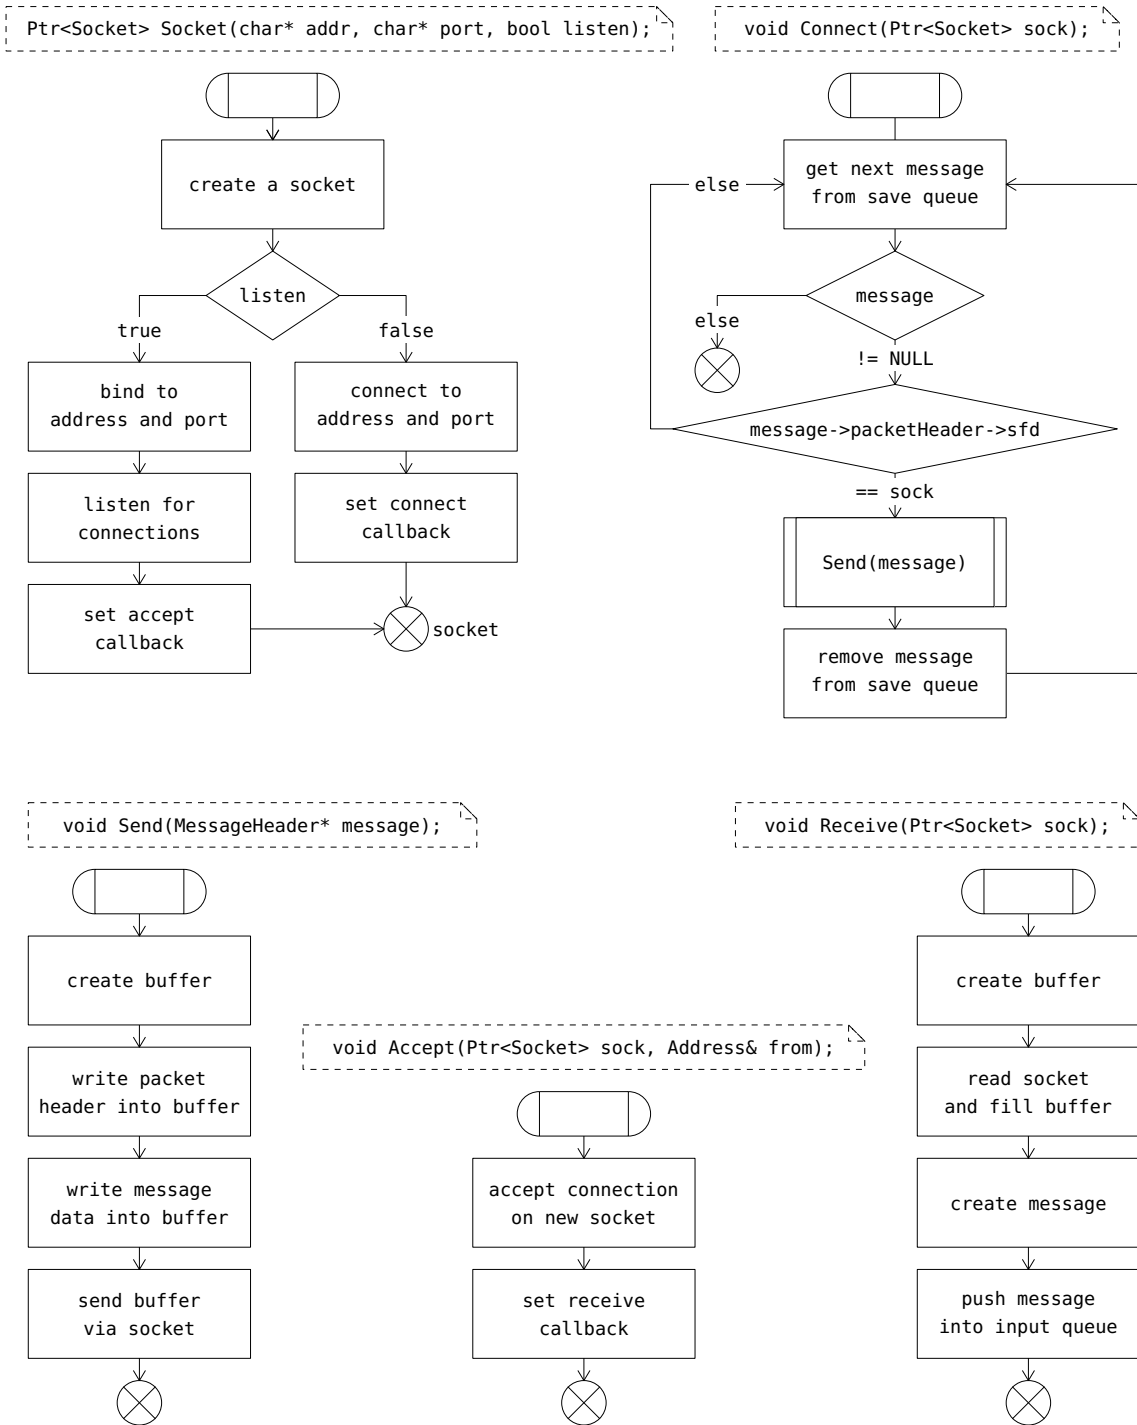 Ptr<Socket> Socket(char* addr, char* port, bool listen);
create a socket
listen
true
false
bind to
address and port
connect to
address and port
listen for
connections
set connect
callback
set accept
callback
socket
void Connect(Ptr<Socket> sock);
get next message
from save queue
else
message
else
!= NULL
message->packetHeader->sfd
== sock
Send(message)
remove message
from save queue
void Send(MessageHeader* message);
create buffer
write packet
header into buffer
write message
data into buffer
send buffer
via socket
void Accept(Ptr<Socket> sock, Address& from);
accept connection
on new socket
set receive
callback
void Receive(Ptr<Socket> sock);
create buffer
read socket
and fill buffer
create message
push message
into input queue